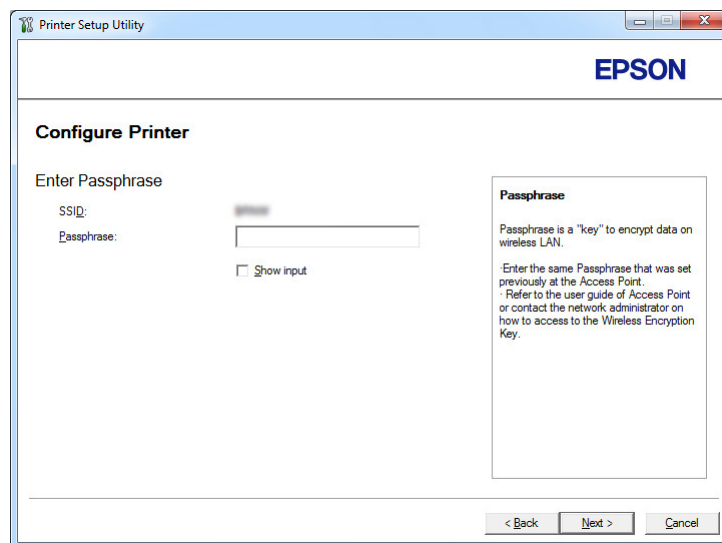 Printer Setup Utility
EPSON
Configure Printer
Enter Passphrase
SSID:
Passphrase:
Show input
Passphrase
Passphrase is a "key" to encrypt data on
wireless LAN.
·Enter the same Passphrase that was set
previously at the Access Point.
· Refer to the user guide of Access Point
or contact the network administrator on
how to access to the Wireless Encryption
Key.
< Back
Next >
Cancel